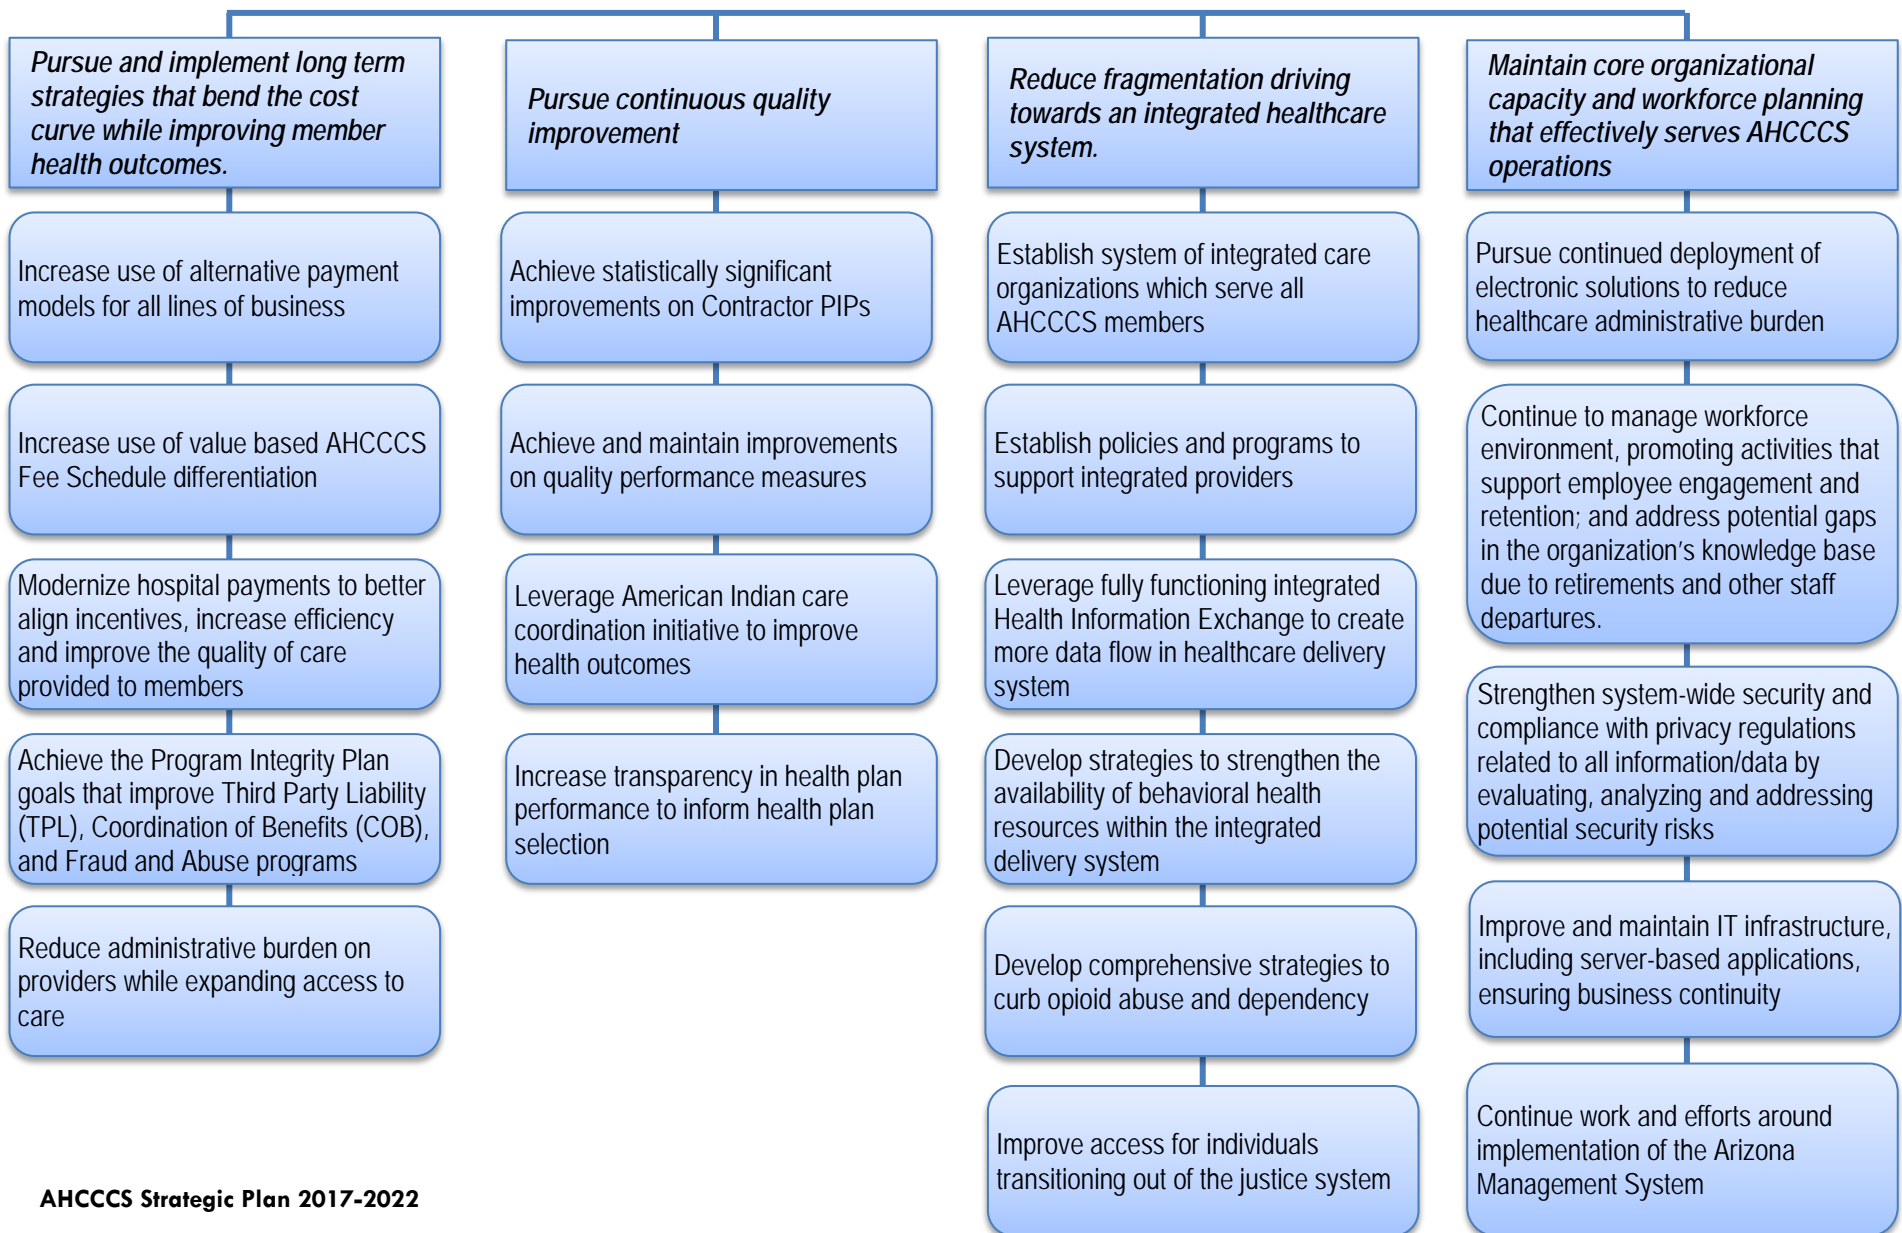 Pursue and implement long term
strategies that bend the cost
curve while improving member
health outcomes.
Increase use of alternative payment
models for all lines of business
Increase use of value based AHCCCS
Fee Schedule differentiation
Modernize hospital payments to better
align incentives, increase efficiency
and improve the quality of care
provided to members
Achieve the Program Integrity Plan
goals that improve Third Party Liability
(TPL), Coordination of Benefits (COB),
and Fraud and Abuse programs
Reduce administrative burden on
providers while expanding access to
care
Pursue continuous quality
improvement
Achieve statistically significant
improvements on Contractor PIPs
Achieve and maintain improvements
on quality performance measures
Leverage American Indian care
coordination initiative to improve
health outcomes
Increase transparency in health plan
performance to inform health plan
selection
Reduce fragmentation driving
towards an integrated healthcare
system.
Establish system of integrated care
organizations which serve all
AHCCCS members
Establish policies and programs to
support integrated providers
Leverage fully functioning integrated
Health Information Exchange to create
more data flow in healthcare delivery
system
Develop strategies to strengthen the
availability of behavioral health
resources within the integrated
delivery system
Develop comprehensive strategies to
curb opioid abuse and dependency
Improve access for individuals
transitioning out of the justice system
Maintain core organizational
capacity and workforce planning
that effectively serves AHCCCS
operations
Pursue continued deployment of
electronic solutions to reduce
healthcare administrative burden
Continue to manage workforce
environment, promoting activities that
support employee engagement and
retention; and address potential gaps
in the organization's knowledge base
due to retirements and other staff
departures.
Strengthen system-wide security and
compliance with privacy regulations
related to all information/data by
evaluating, analyzing and addressing
potential security risks
Improve and maintain IT infrastructure,
including server-based applications,
ensuring business continuity
Continue work and efforts around
implementation of the Arizona
Management System
AHCCCS Strategic Plan 2017-2022